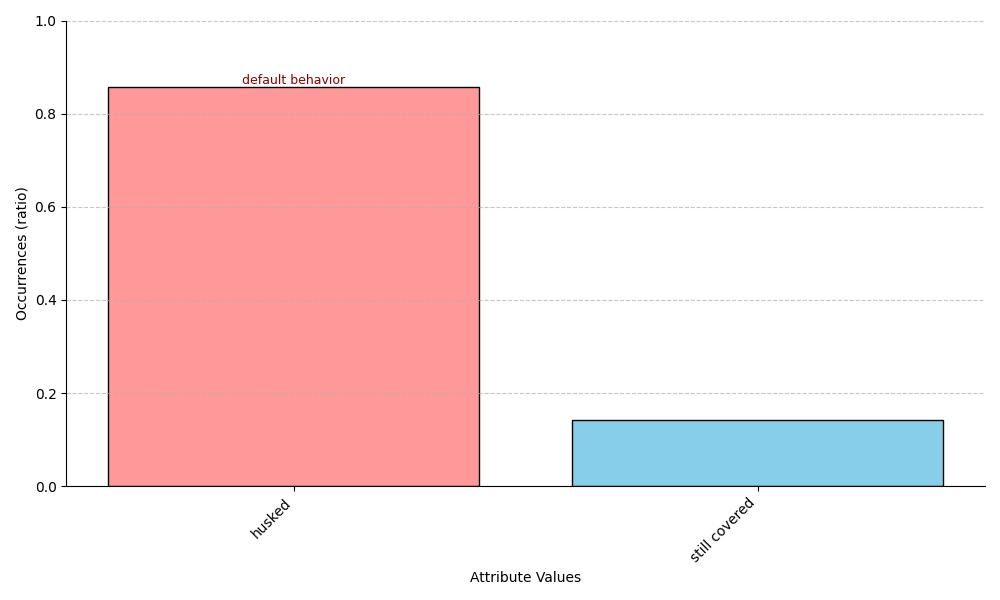 1.0
default behavior
0.8
0.6
0.4
0.2
0.0
Occurrences (ratio)
husked
still covered
Attribute Values